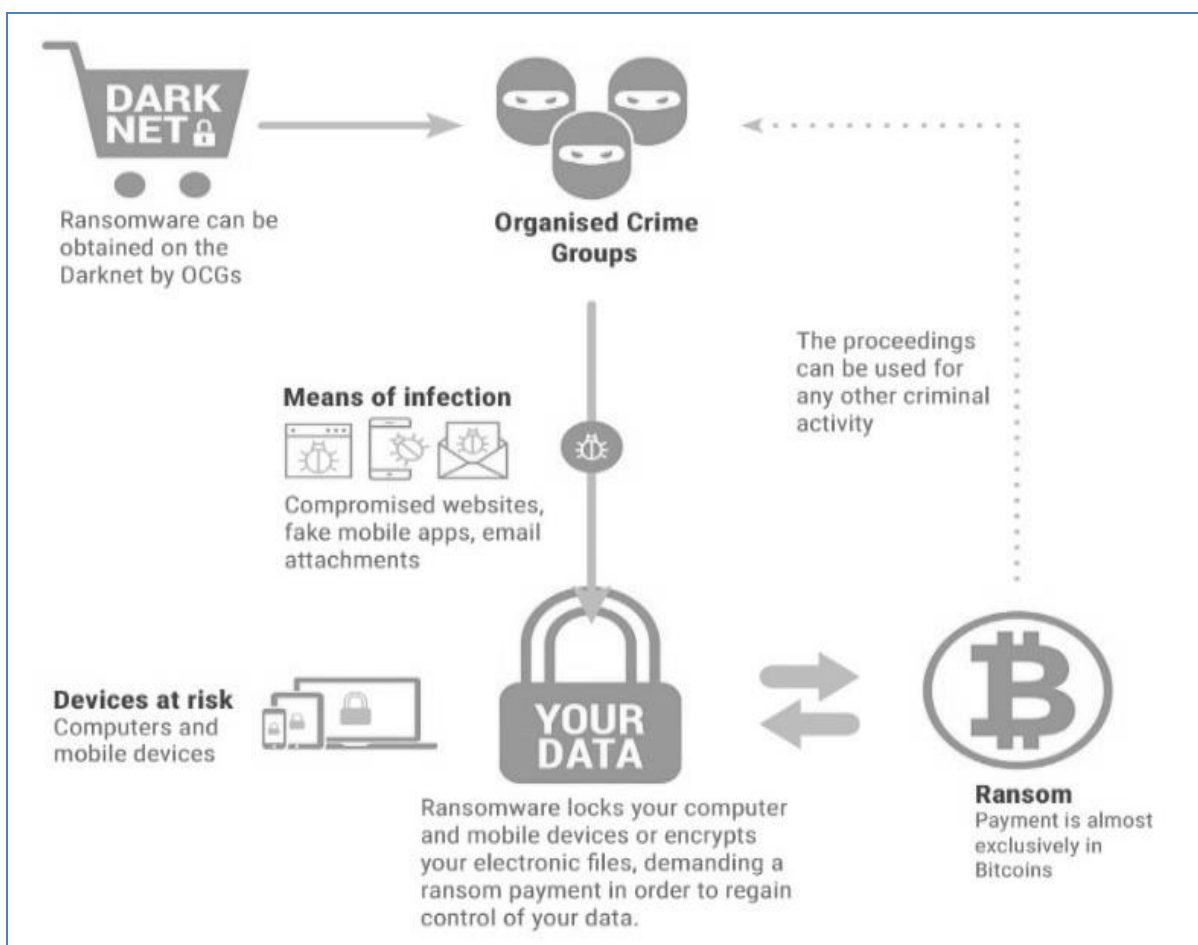 DARK
NET
Ransomware can be
obtained on the
Darknet by OCGs
Organised Crime
Groups
The proceedings
can be used for
any other criminal
activity
Means of infection
Compromised websites,
fake mobile apps, email
attachments
Devices at risk
Computers and
mobile devices
YOUR
DATA
Ransomware locks your computer
and mobile devices or encrypts
your electronic files, demanding a
ransom payment in order to regain
control of your data.
Ransom
Payment is almost
exclusively in
Bitcoins